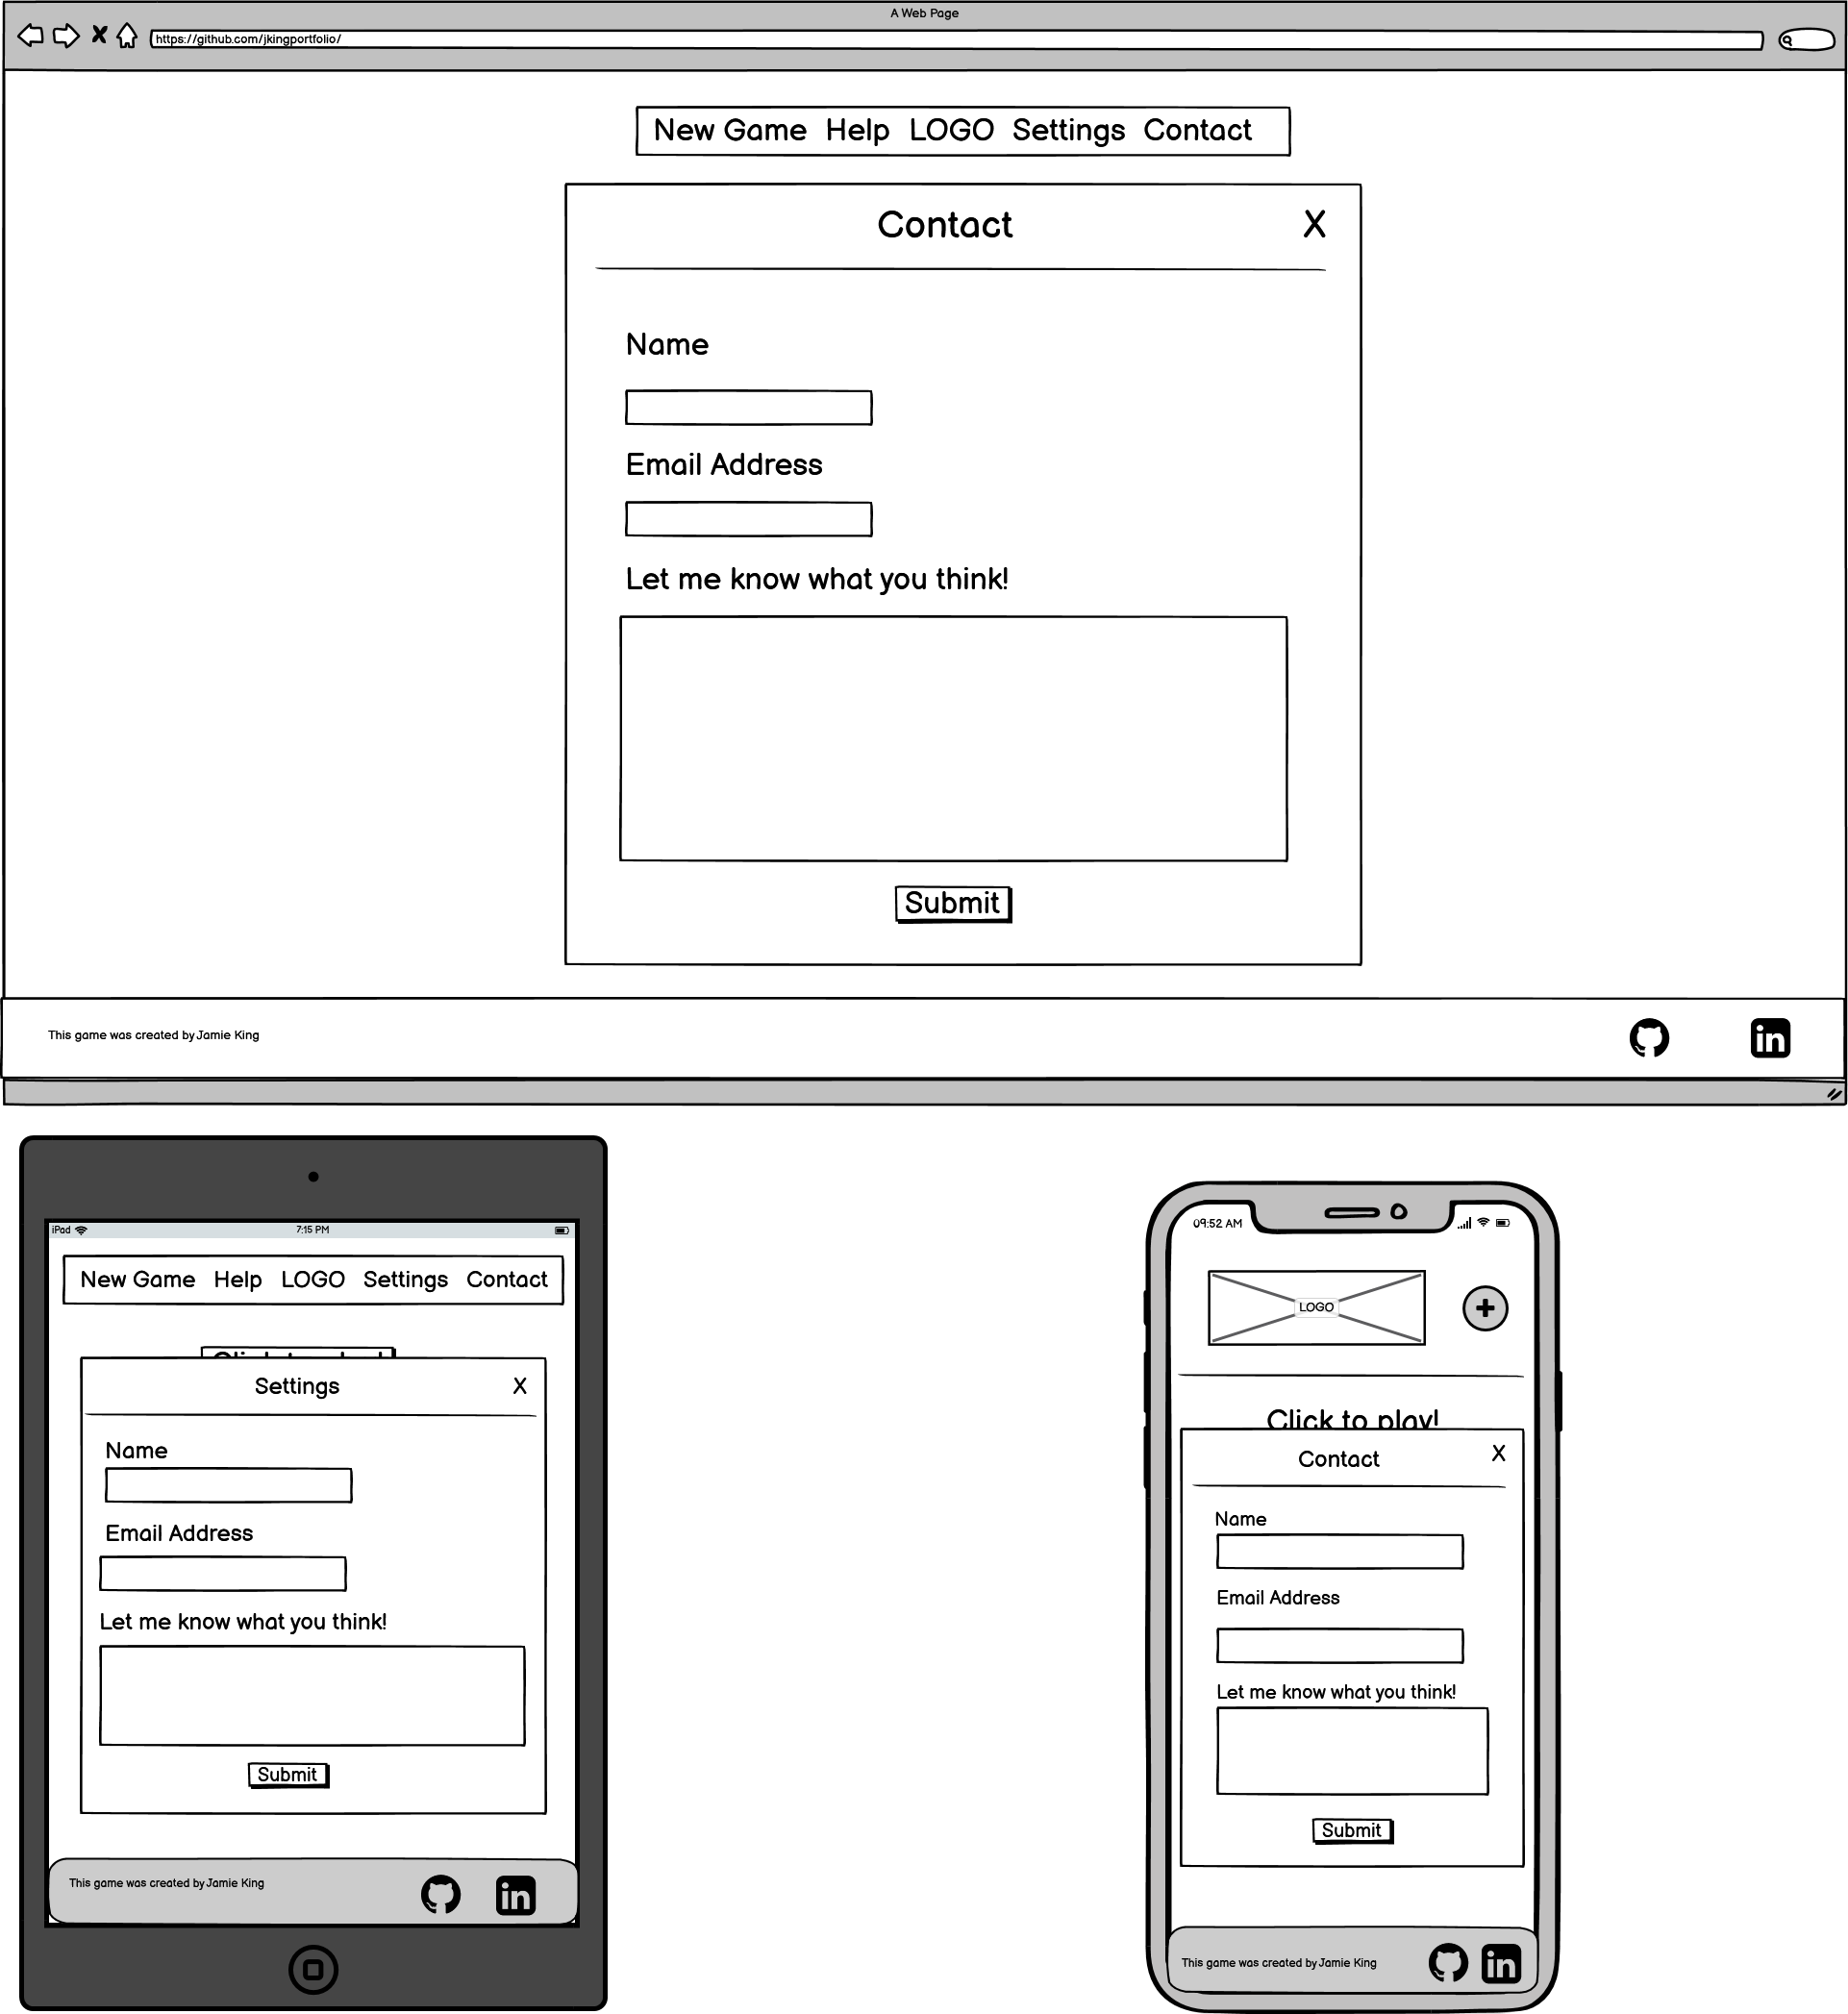 A Web Page
https://github.com/jkingportfolio/
New Game Help LOGO Settings Contact
Contact X
Name
Email Address
Let me know what you think!
Submit
This game was created by Jamie King
in
iPad 7:15 PM
New Game Help LOGO Settings Contact
Settings X
Name
Email Address
Let me know what you think!
Submit
This game was created by Jamie King
in
09:52 AM
LOGO
Click to play!
Contact X
Name
Email Address
Let me know what you think!
Submit
This game was created by Jamie King
in